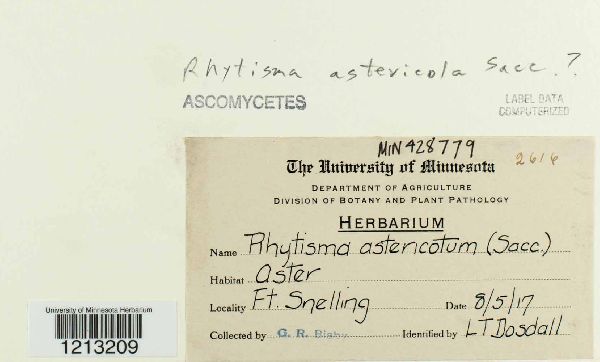 Rhytisma astericola Sacc. ?
ASCOMYCETES
LABEL DATA
COMPUTERIZED
MIN 428779
2616
The University of Minnesota
DEPARTMENT OF AGRICULTURE
DIVISION OF BOTANY AND PLANT PATHOLOGY
HERBARIUM
Name Rhytisma astericotum (Sacc.)
Habitat Aster
Locality Ft. Snelling Date 8/5/17
Collected by G. R. Bisby Identified by L T Dosdall
University of Minnesota Herbarium
1213209